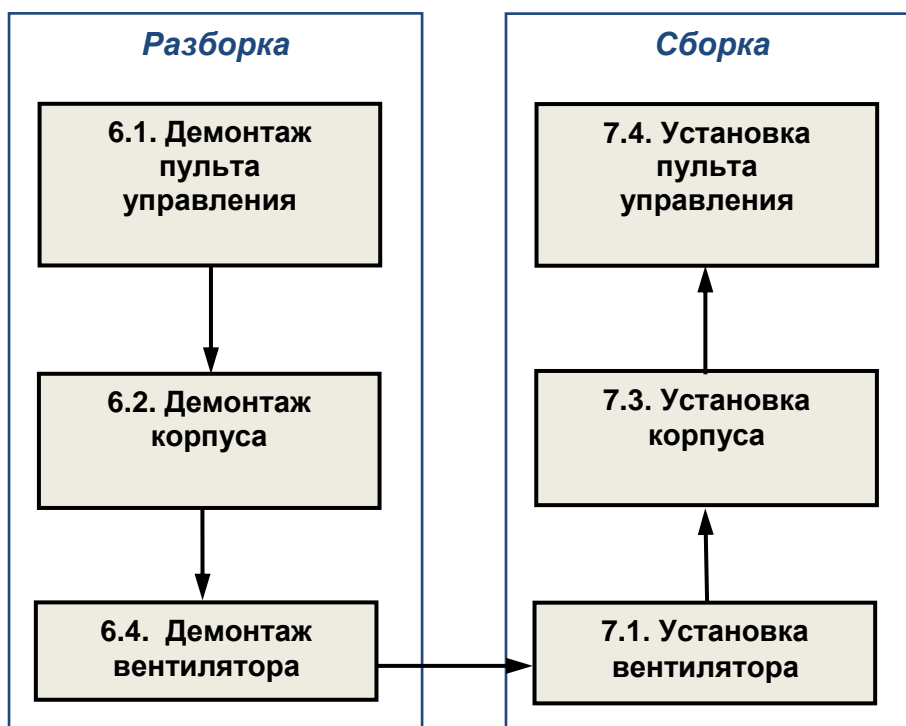 Разборка
6.1. Демонтаж
пульта
управления
6.2. Демонтаж
корпуса
6.4. Демонтаж
вентилятора
Сборка
7.4. Установка
пульта
управления
7.3. Установка
корпуса
7.1. Установка
вентилятора